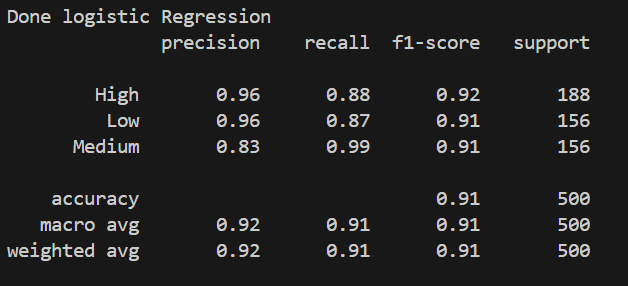 Done logistic Regression
precision recall f1-score support
High 0.96 0.88 0.92 188
Low 0.96 0.87 0.91 156
Medium 0.83 0.99 0.91 156
accuracy 0.91 500
macro avg 0.92 0.91 0.91 500
weighted avg 0.92 0.91 0.91 500